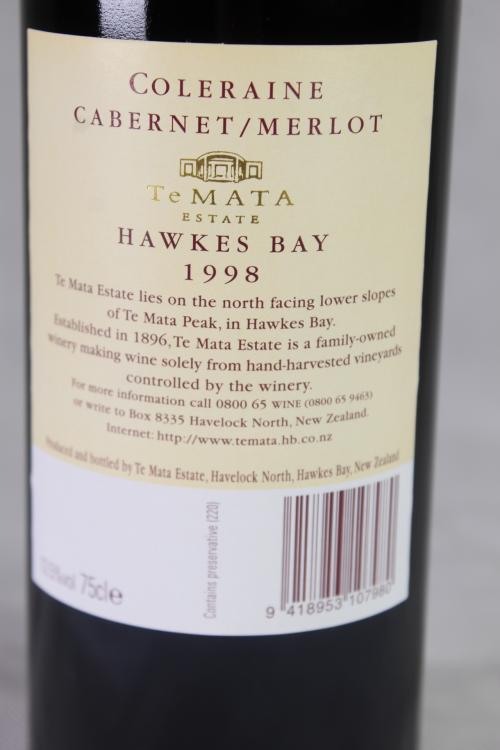 COLERAINE
CABERNET/MERLOT
Te MATA
ESTATE
HAWKES BAY
1998
Te Mata Estate lies on the north facing lower slopes
of Te Mata Peak, in Hawkes Bay.
Established in 1896, Te Mata Estate is a family-owned
winery making wine solely from hand-harvested vineyards
controlled by the winery.
For more information call 0800 65 WINE (0800 65 9463)
or write to Box 8335 Havelock North, New Zealand.
Internet: http://www.temata.hb.co.nz
Produced and bottled by Te Mata Estate, Havelock North, Hawkes Bay, New Zealand
75cl e
Contains preservative (220)
9 418953 107980